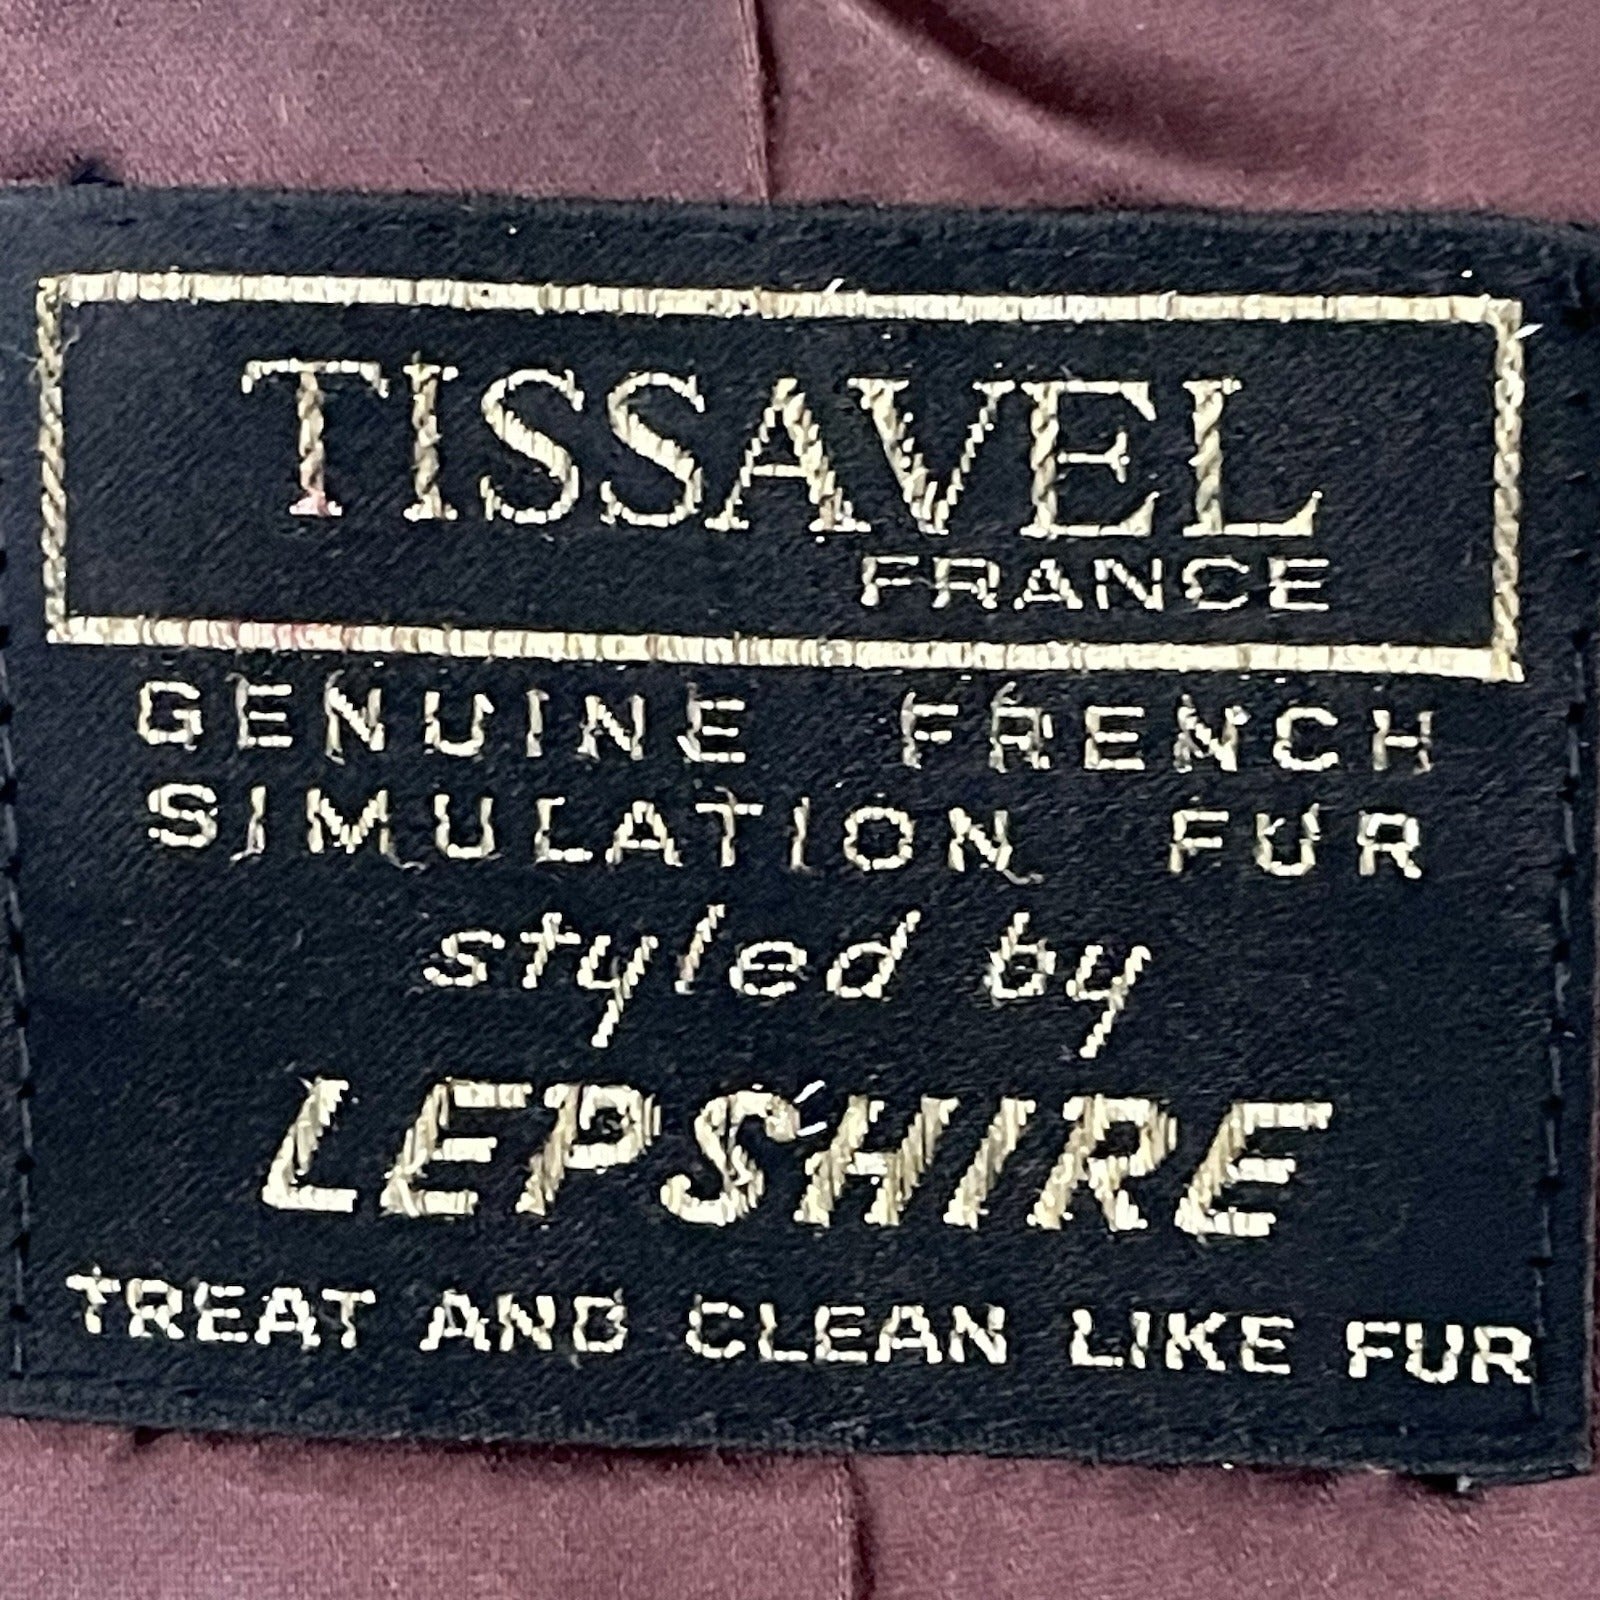 TISSAVEL
FRANCE
GENUINE FRENCH
SIMULATION FUR
styled by
LEPSHIRE
TREAT AND CLEAN LIKE FUR